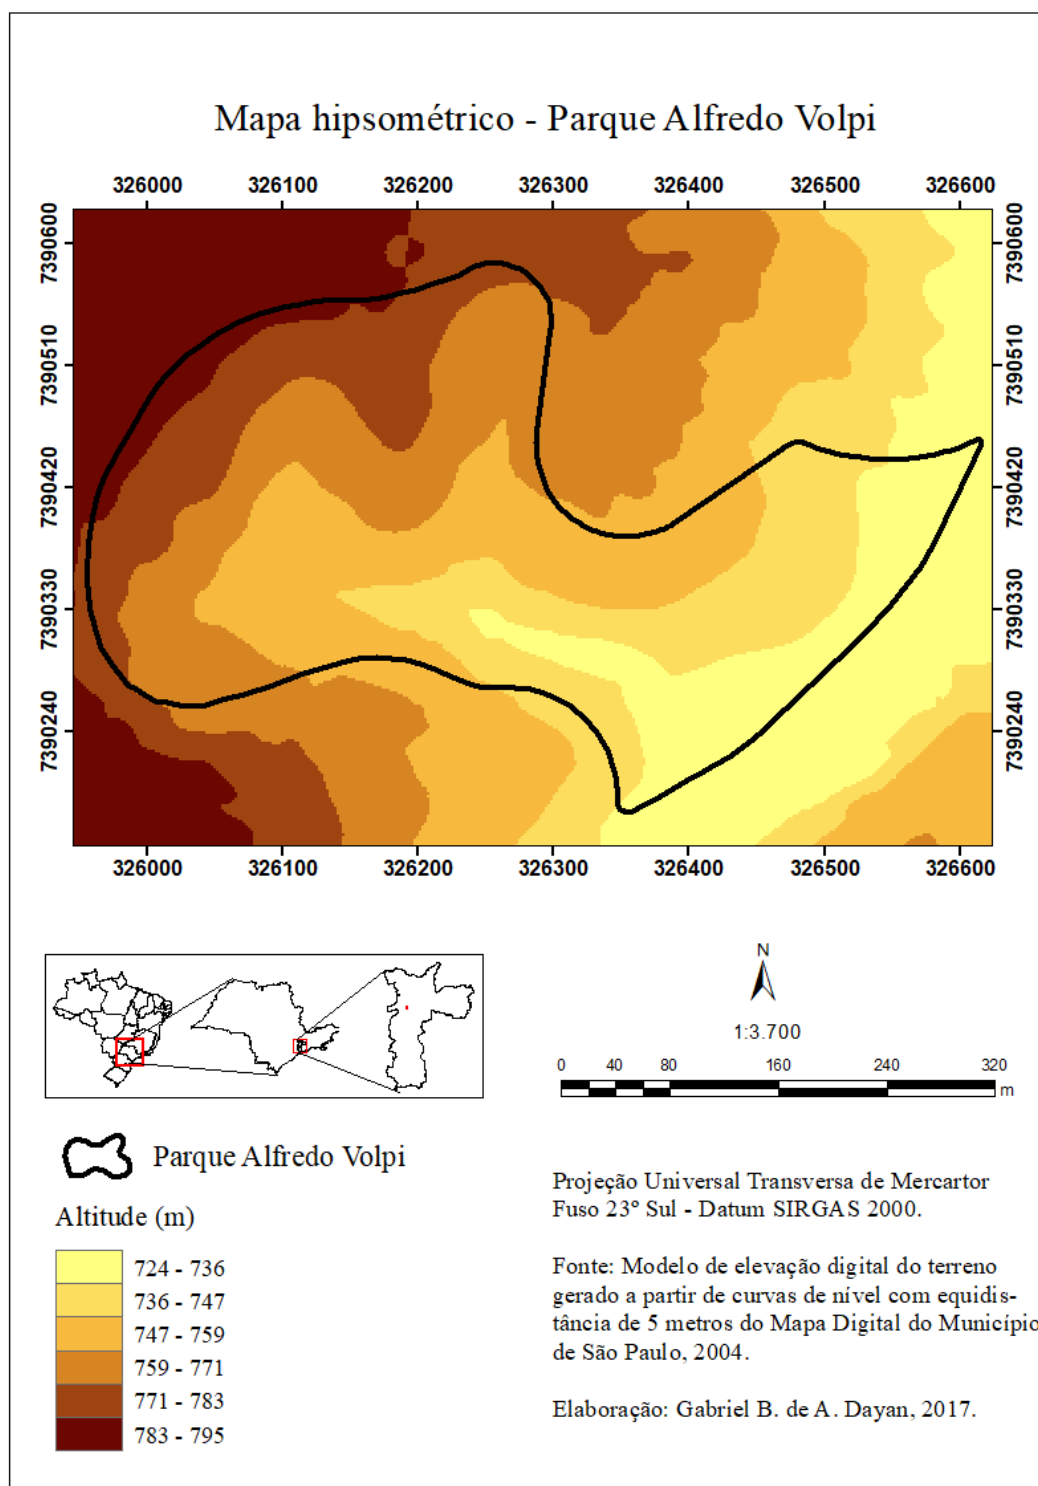 Mapa hipsométrico - Parque Alfredo Volpi
326000 326100 326200 326300 326400 326500 326600
7390600 7390600
7390510 7390510
7390420 7390420
7390330 7390330
7390240 7390240
326000 326100 326200 326300 326400 326500 326600
N
1:3.700
0 40 80 160 240 320
m
Parque Alfredo Volpi
Altitude (m)
724 - 736
736 - 747
747 - 759
759 - 771
771 - 783
783 - 795
Projeção Universal Transversa de Mercartor
Fuso 23º Sul - Datum SIRGAS 2000.
Fonte: Modelo de elevação digital do terreno
gerado a partir de curvas de nível com equidis-
tância de 5 metros do Mapa Digital do Município
de São Paulo, 2004.
Elaboração: Gabriel B. de A. Dayan, 2017.